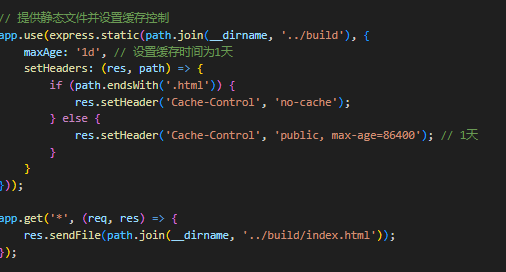 // 提供静态文件并设置缓存控制
app.use(express.static(path.join(__dirname, '../build'), {
    maxAge: '1d', // 设置缓存时间为1天
    setHeaders: (res, path) => {
        if (path.endsWith('.html')) {
            res.setHeader('Cache-Control', 'no-cache');
        } else {
            res.setHeader('Cache-Control', 'public, max-age=86400'); // 1天
        }
    }
}));

app.get('*', (req, res) => {
    res.sendFile(path.join(__dirname, '../build/index.html'));
});